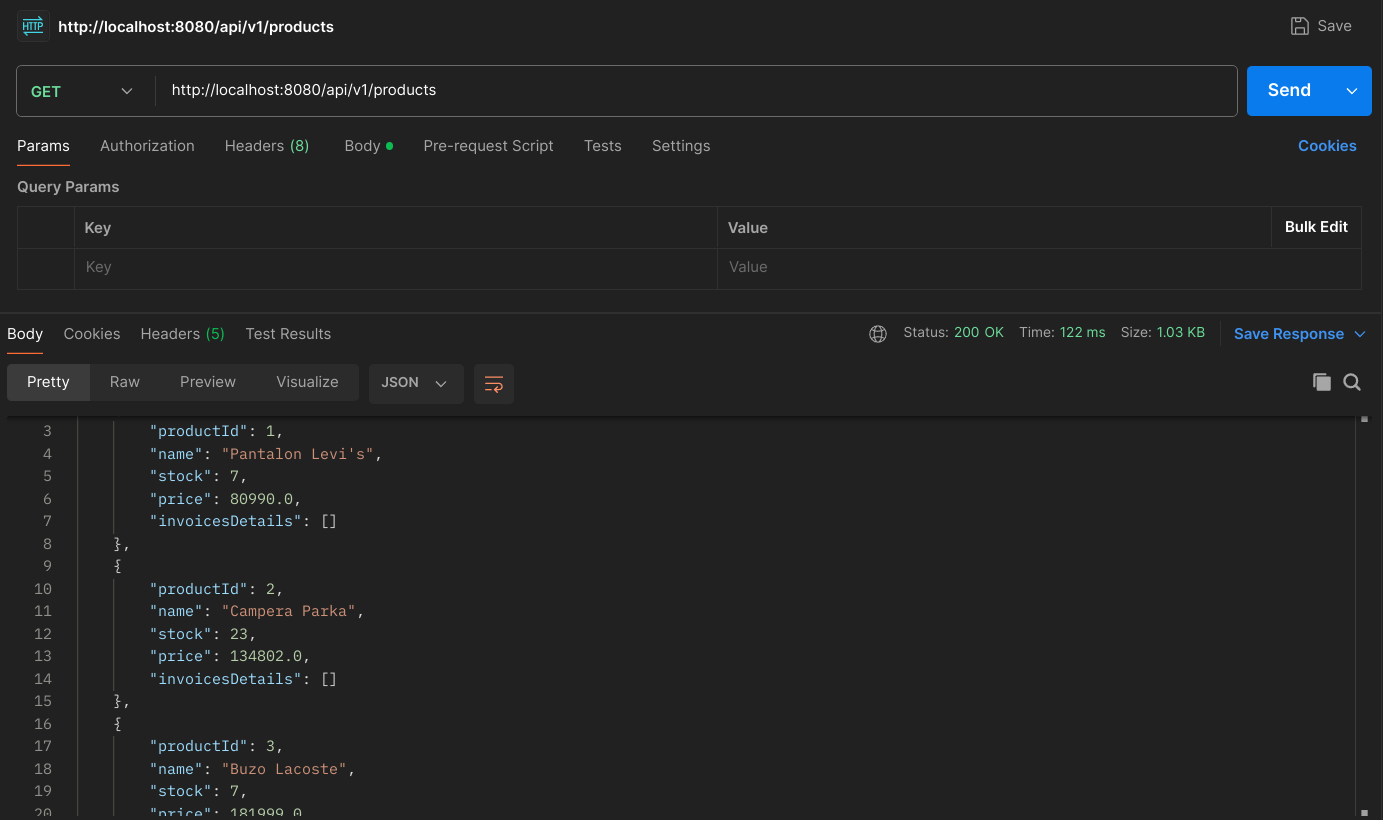 HTTP http://localhost:8080/api/v1/products Save
GET http://localhost:8080/api/v1/products Send
Params Authorization Headers (8) Body Pre-request Script Tests Settings Cookies
Query Params
Key Value Bulk Edit
Key Value
Body Cookies Headers (5) Test Results Status: 200 OK Time: 122 ms Size: 1.03 KB Save Response
Pretty Raw Preview Visualize JSON
3 "productId": 1,
4 "name": "Pantalon Levi's",
5 "stock": 7,
6 "price": 80990.0,
7 "invoicesDetails": []
8 },
9 {
10 "productId": 2,
11 "name": "Campera Parka",
12 "stock": 23,
13 "price": 134802.0,
14 "invoicesDetails": []
15 },
16 {
17 "productId": 3,
18 "name": "Buzo Lacoste",
19 "stock": 7,
20 "price": 181999.0